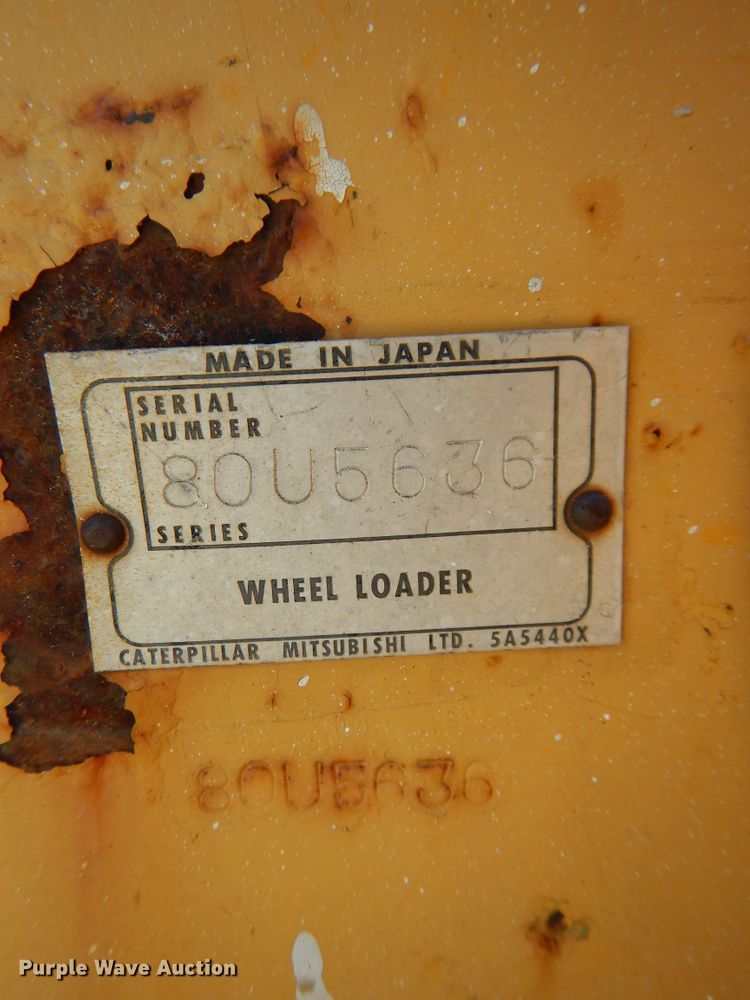 MADE IN JAPAN
SERIAL
NUMBER
80U5636
SERIES
WHEEL LOADER
CATERPILLAR MITSUBISHI LTD. 5A5440X
80U5636
Purple Wave Auction